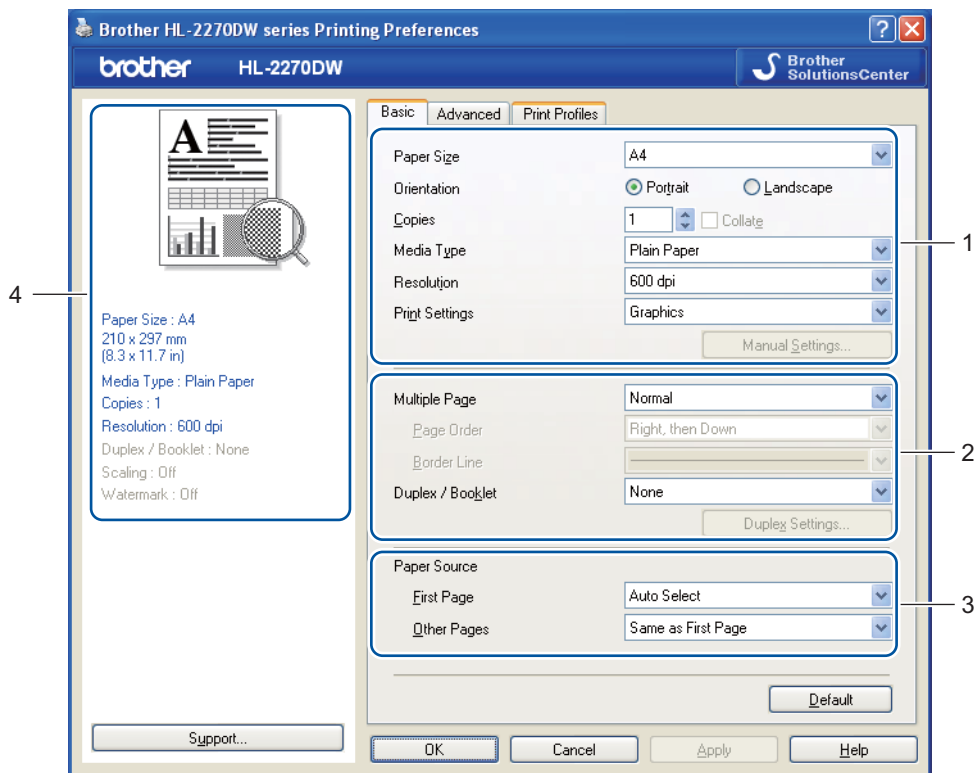 Brother HL-2270DW series Printing Preferences
brother HL-2270DW
Brother
SolutionsCenter
A
Paper Size : A4
210 x 297 mm
(8.3 x 11.7 in)
Media Type : Plain Paper
Copies : 1
Resolution : 600 dpi
Duplex / Booklet : None
Scaling : Off
Watermark : Off
4
Support...
Basic Advanced Print Profiles
Paper Size A4
Orientation Portrait Landscape
Copies 1 Collate
Media Type Plain Paper
Resolution 600 dpi
Print Settings Graphics
Manual Settings...
1
Multiple Page Normal
Page Order Right, then Down
Border Line
Duplex / Booklet None
Duplex Settings...
2
Paper Source
First Page Auto Select
Other Pages Same as First Page
3
Default
OK Cancel Apply Help